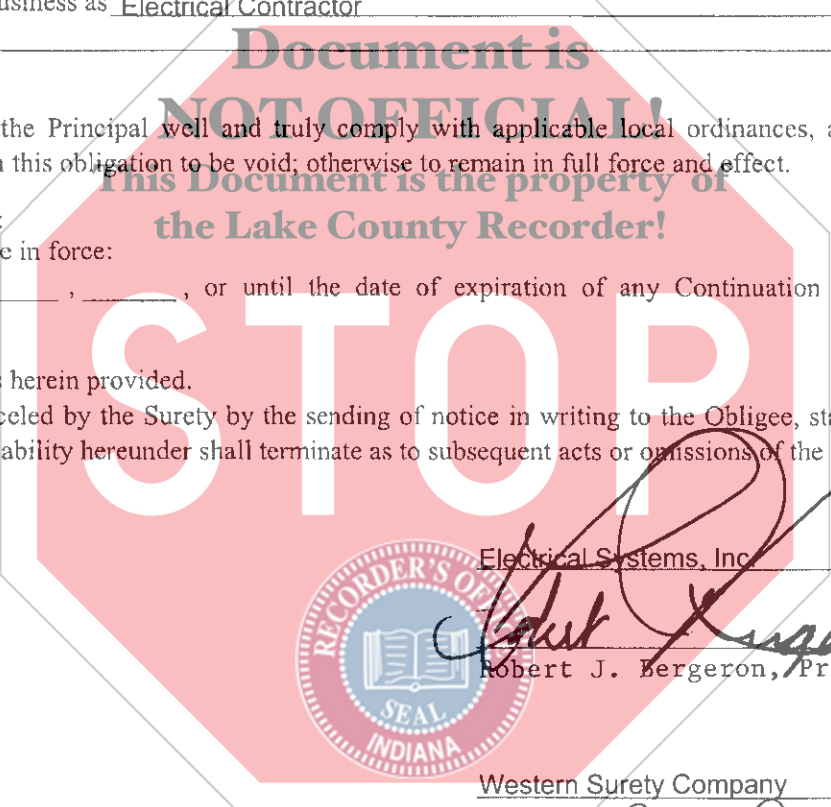 usiness as Electrical Contractor
Document is
NOT OFFICIAL!
the Principal well and truly comply with applicable local ordinances, a
n this obligation to be void; otherwise to remain in full force and effect.
This Document is the property of
the Lake County Recorder!
:
e in force:
, , or until the date of expiration of any Continuation
STOP
s herein provided.
celed by the Surety by the sending of notice in writing to the Obligee, sta
ability hereunder shall terminate as to subsequent acts or omissions of the
Electrical Systems, Inc
RECORDER'S OF
SEAL
INDIANA
Robert J. Bergeron, Pr
Western Surety Company